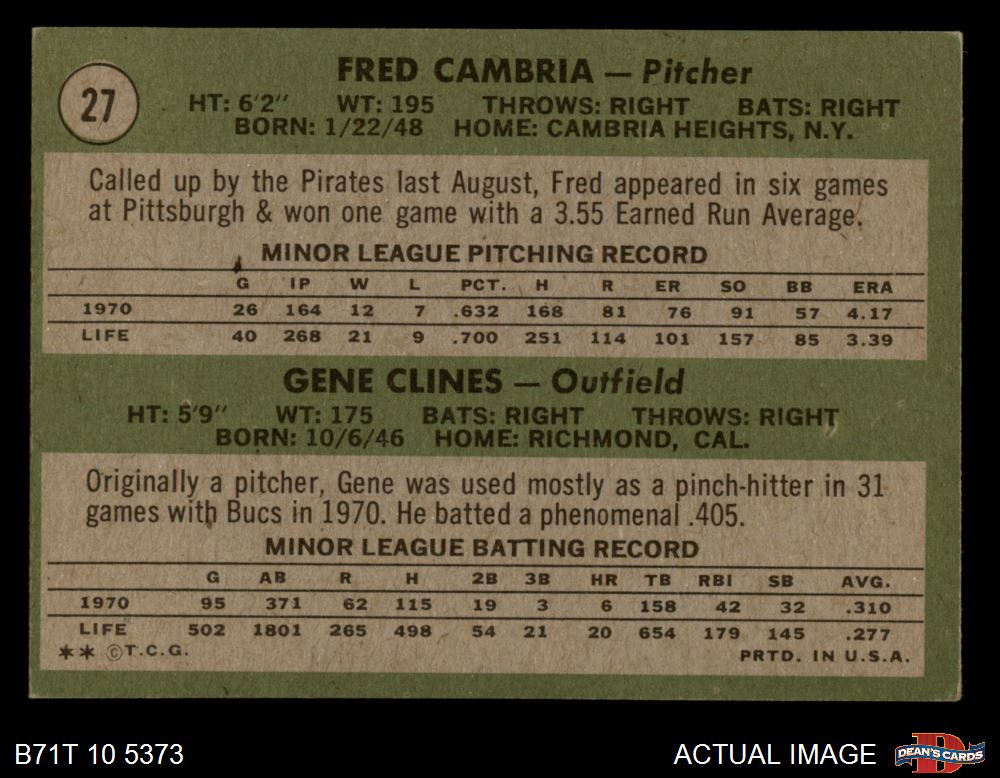 27
FRED CAMBRIA — Pitcher
HT: 6'2" WT: 195 THROWS: RIGHT BATS: RIGHT
BORN: 1/22/48 HOME: CAMBRIA HEIGHTS, N.Y.
Called up by the Pirates last August, Fred appeared in six games
at Pittsburgh & won one game with a 3.55 Earned Run Average.
MINOR LEAGUE PITCHING RECORD
G IP W L PCT. H R ER SO BB ERA
1970 26 164 12 7 .632 168 81 76 91 57 4.17
LIFE 40 268 21 9 .700 251 114 101 157 85 3.39
GENE CLINES — Outfield
HT: 5'9" WT: 175 BATS: RIGHT THROWS: RIGHT
BORN: 10/6/46 HOME: RICHMOND, CAL.
Originally a pitcher, Gene was used mostly as a pinch-hitter in 31
games with Bucs in 1970. He batted a phenomenal .405.
MINOR LEAGUE BATTING RECORD
G AB R H 2B 3B HR TB RBI SB AVG.
1970 95 371 62 115 19 3 6 158 42 32 .310
LIFE 502 1801 265 498 54 21 20 654 179 145 .277
** ©T.C.G. PRTD. IN U.S.A.
B71T 10 5373 ACTUAL IMAGE D DEAN'S CARDS